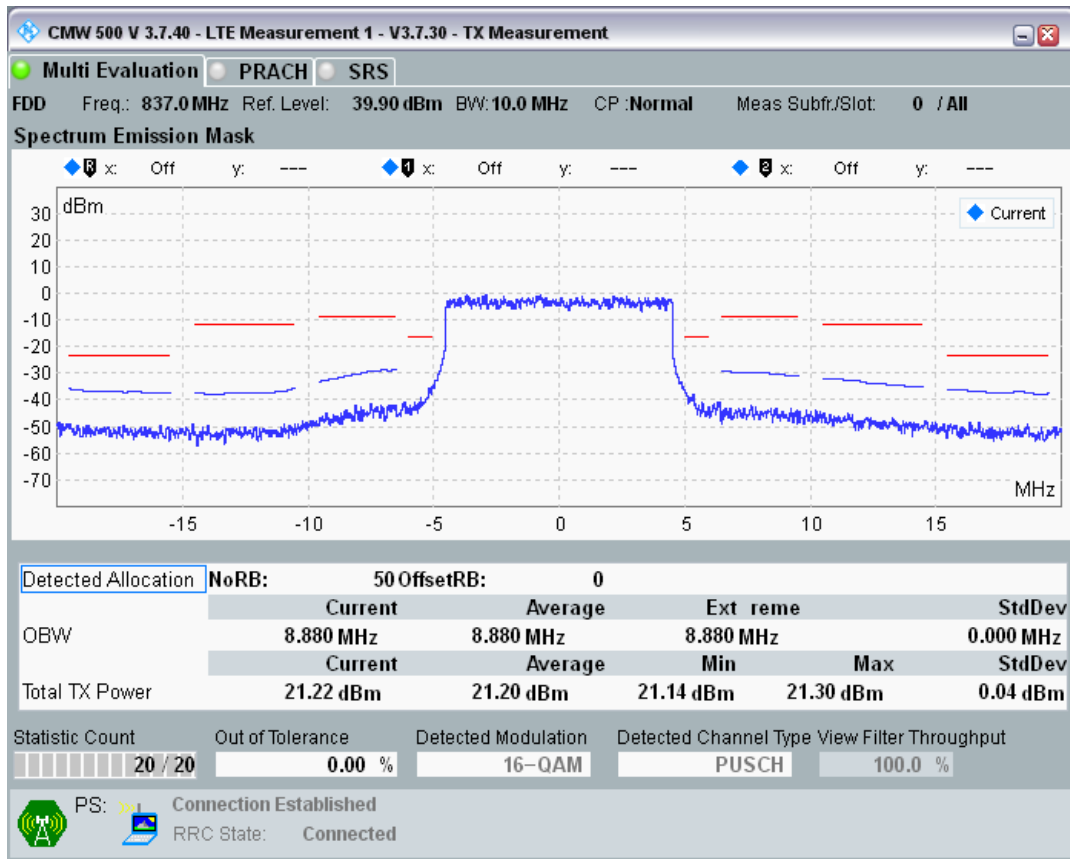 CMW 500 V 3.7.40 - LTE Measurement 1 - V3.7.30 - TX Measurement
Multi Evaluation PRACH SRS
FDD Freq.: 837.0 MHz Ref. Level: 39.90 dBm BW: 10.0 MHz CP :Normal Meas Subfr./Slot: 0 / All
Spectrum Emission Mask
R x: Off y: --- 1 x: Off y: --- 2 x: Off y: ---
dBm
Current
30
20
10
0
-10
-20
-30
-40
-50
-60
-70
MHz
-15 -10 -5 0 5 10 15
Detected Allocation NoRB: 50 OffsetRB: 0
Current Average Ext reme StdDev
OBW 8.880 MHz 8.880 MHz 8.880 MHz 0.000 MHz
Current Average Min Max StdDev
Total TX Power 21.22 dBm 21.20 dBm 21.14 dBm 21.30 dBm 0.04 dBm
Statistic Count Out of Tolerance Detected Modulation Detected Channel Type View Filter Throughput
20 / 20 0.00 % 16-QAM PUSCH 100.0 %
PS: Connection Established
RRC State: Connected